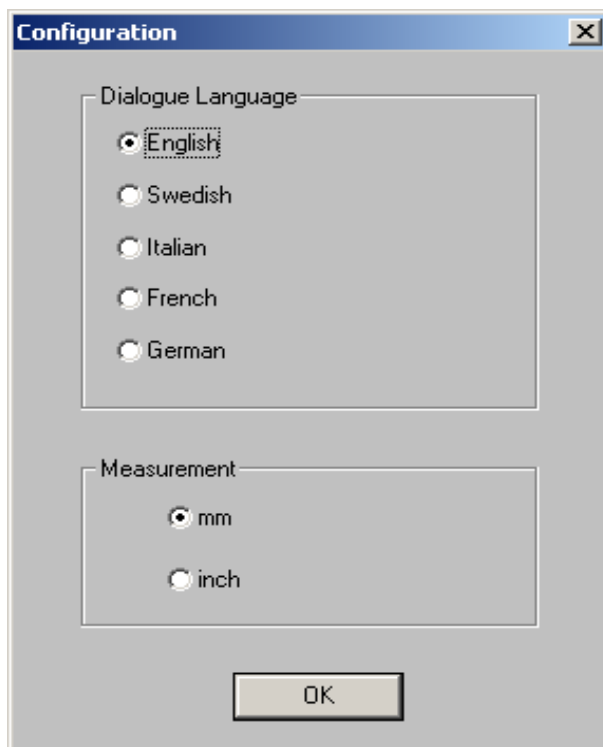 Configuration
Dialogue Language
English
Swedish
Italian
French
German
Measurement
mm
inch
OK